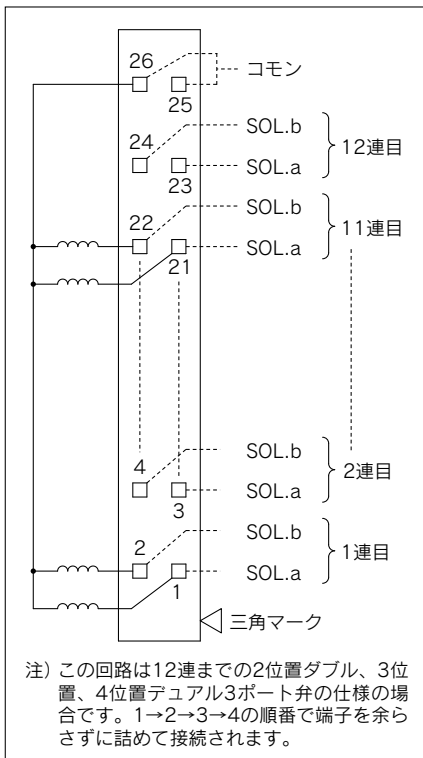 26
コモン
25
SOL.b
24
12連目
SOL.a
23
SOL.b
22
11連目
SOL.a
21
SOL.b
4
2連目
SOL.a
3
SOL.b
2
1連目
SOL.a
1
三角マーク
注）この回路は12連までの2位置ダブル、3位
置、4位置デュアル3ポート弁の仕様の場
合です。1→2→3→4の順番で端子を余ら
さずに詰めて接続されます。